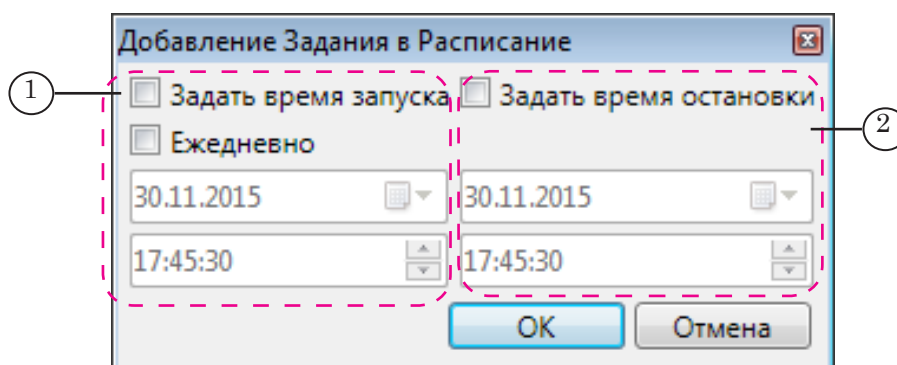 Добавление Задания в Расписание
1
Задать время запуска Задать время остановки
2
Ежедневно
30.11.2015 30.11.2015
17:45:30 17:45:30
OK Отмена